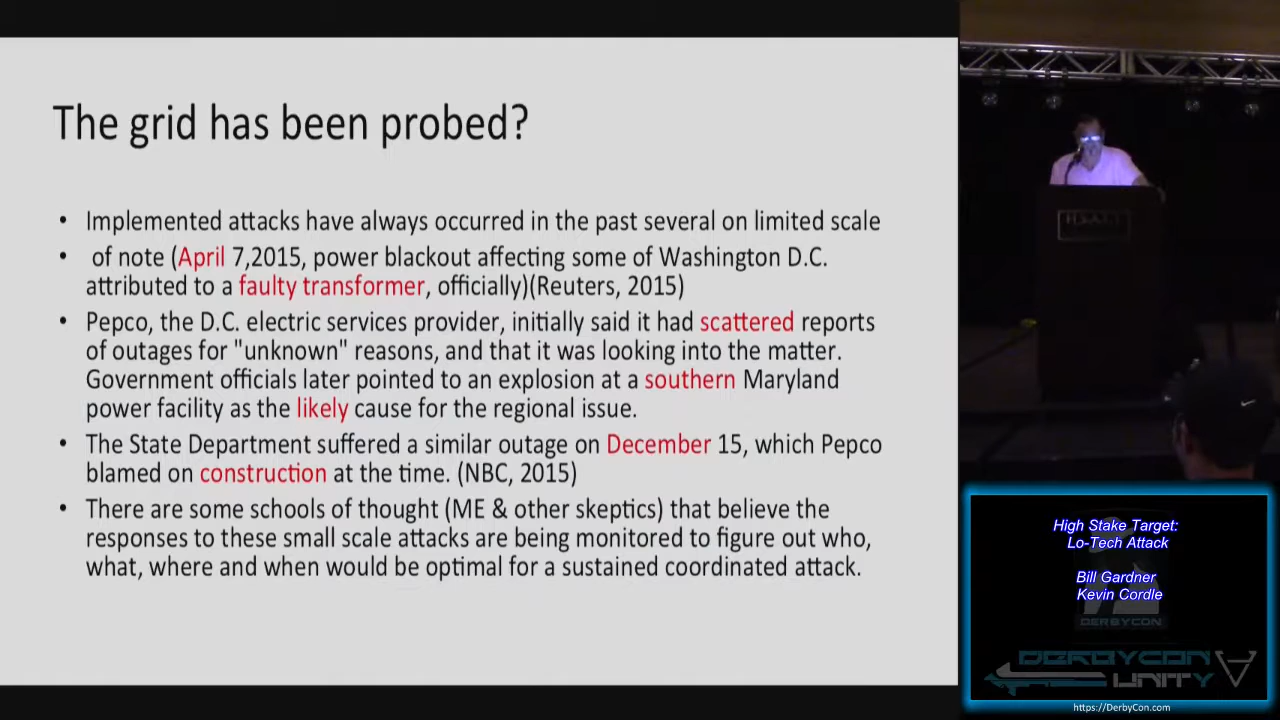 The grid has been probed?
• Implemented attacks have always occurred in the past several on limited scale
• of note (April 7,2015, power blackout affecting some of Washington D.C.
attributed to a faulty transformer, officially)(Reuters, 2015)
• Pepco, the D.C. electric services provider, initially said it had scattered reports
of outages for "unknown" reasons, and that it was looking into the matter.
Government officials later pointed to an explosion at a southern Maryland
power facility as the likely cause for the regional issue.
• The State Department suffered a similar outage on December 15, which Pepco
blamed on construction at the time. (NBC, 2015)
• There are some schools of thought (ME & other skeptics) that believe the
responses to these small scale attacks are being monitored to figure out who,
what, where and when would be optimal for a sustained coordinated attack.
HYATT
High Stake Target:
Lo-Tech Attack
Bill Gardner
Kevin Cordle
DERBYCON
DERBYCON
UNITY
https://DerbyCon.com